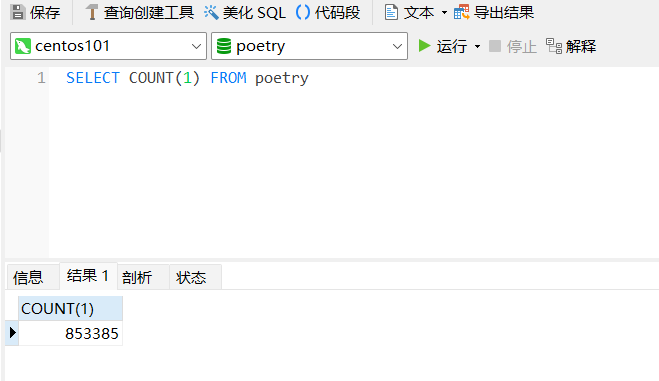 保存 查询创建工具 美化 SQL 代码段 文本 导出结果
centos101 poetry 运行 停止 解释
1 SELECT COUNT(1) FROM poetry
信息 结果 1 剖析 状态
COUNT(1)
853385